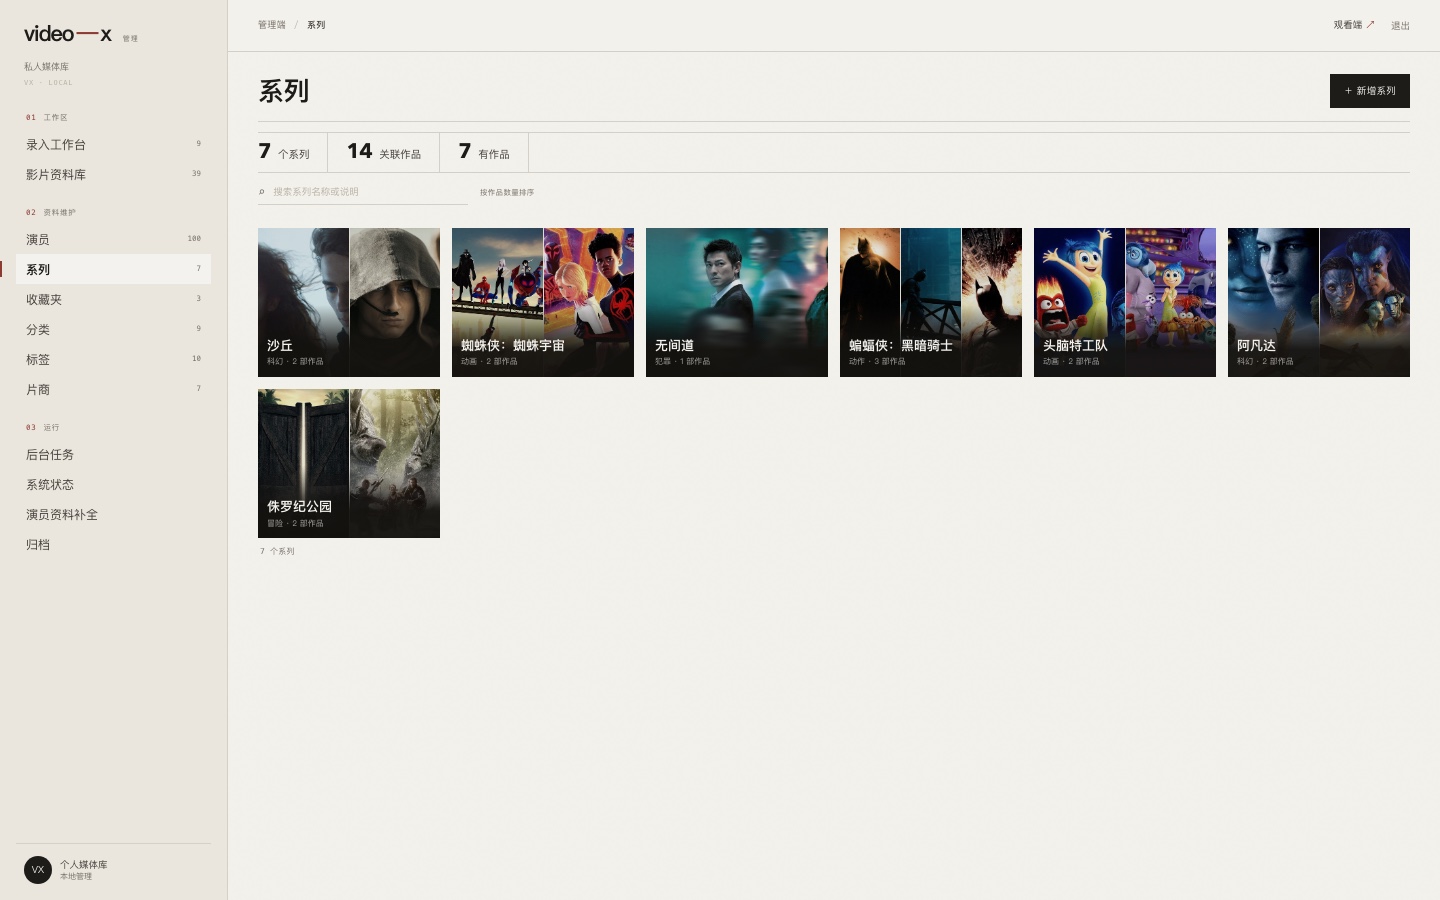 video—x 管理
私人媒体库
VX · LOCAL
01 工作区
录入工作台 9
影片资料库 39
02 资料维护
演员 100
系列 7
收藏夹 3
分类 9
标签 10
片商 7
03 运行
后台任务
系统状态
演员资料补全
归档
VX 个人媒体库
本地管理
管理端 / 系列
观看端 ↗ 退出
系列
+ 新增系列
7 个系列 14 关联作品 7 有作品
搜索系列名称或说明 按作品数量排序
沙丘
科幻 · 2 部作品
蜘蛛侠：蜘蛛宇宙
动画 · 2 部作品
无间道
犯罪 · 1 部作品
蝙蝠侠：黑暗骑士
动作 · 3 部作品
头脑特工队
动画 · 2 部作品
阿凡达
科幻 · 2 部作品
侏罗纪公园
冒险 · 2 部作品
7 个系列